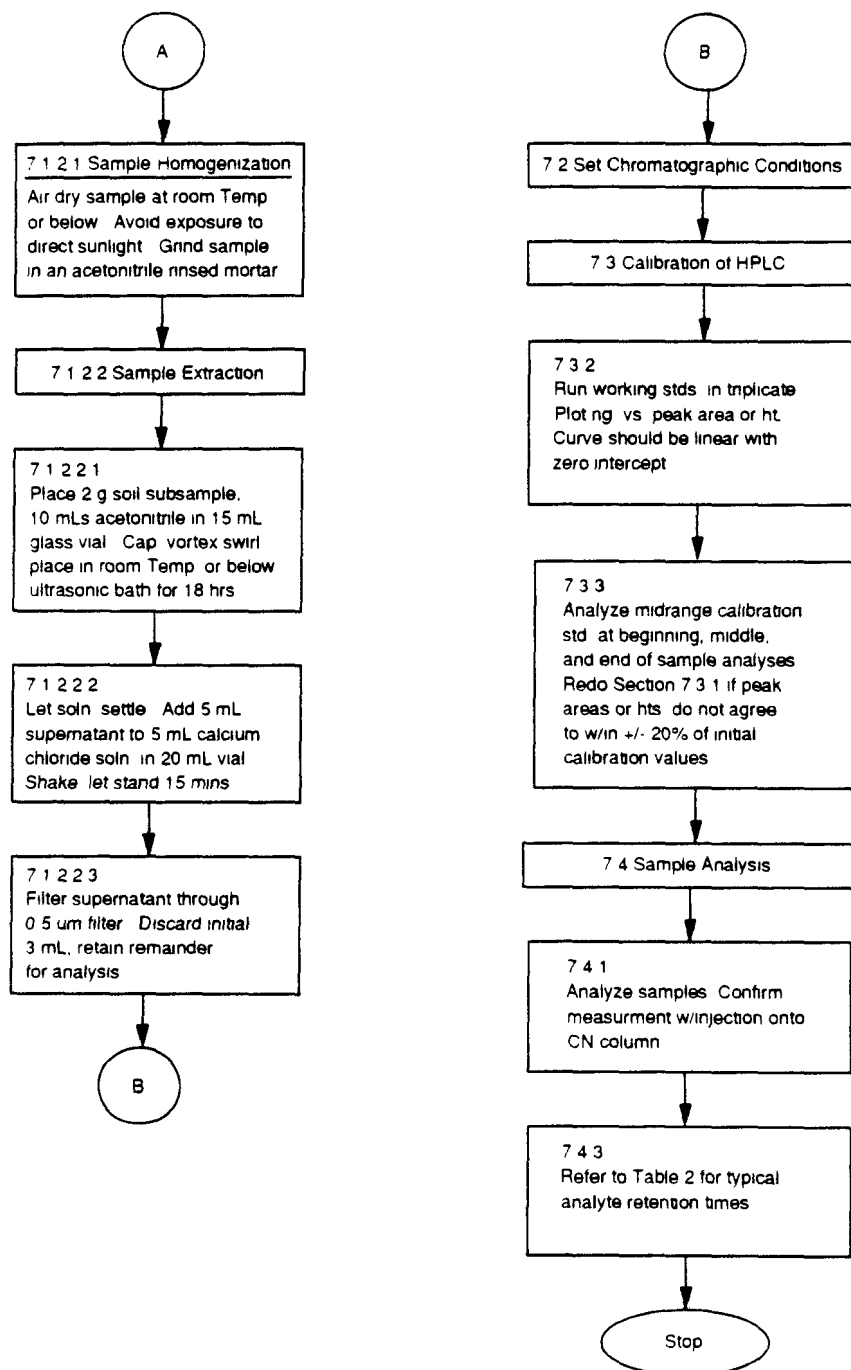 A
7 1 2 1 Sample Homogenization
Air dry sample at room Temp
or below Avoid exposure to
direct sunlight Grind sample
in an acetonitrile rinsed mortar
7 1 2 2 Sample Extraction
7 1 2 2 1
Place 2 g soil subsample,
10 mLs acetonitrile in 15 mL
glass vial Cap vortex swirl
place in room Temp or below
ultrasonic bath for 18 hrs
7 1 2 2 2
Let soln settle Add 5 mL
supernatant to 5 mL calcium
chloride soln in 20 mL vial
Shake let stand 15 mins
7 1 2 2 3
Filter supernatant through
0 5 um filter Discard initial
3 mL, retain remainder
for analysis
B
B
7 2 Set Chromatographic Conditions
7 3 Calibration of HPLC
7 3 2
Run working stds in triplicate
Plot ng vs peak area or ht.
Curve should be linear with
zero intercept
7 3 3
Analyze midrange calibration
std at beginning, middle,
and end of sample analyses
Redo Section 7 3 1 if peak
areas or hts do not agree
to w/in +/- 20% of initial
calibration values
7 4 Sample Analysis
7 4 1
Analyze samples Confirm
measurment w/injection onto
CN column
7 4 3
Refer to Table 2 for typical
analyte retention times
Stop